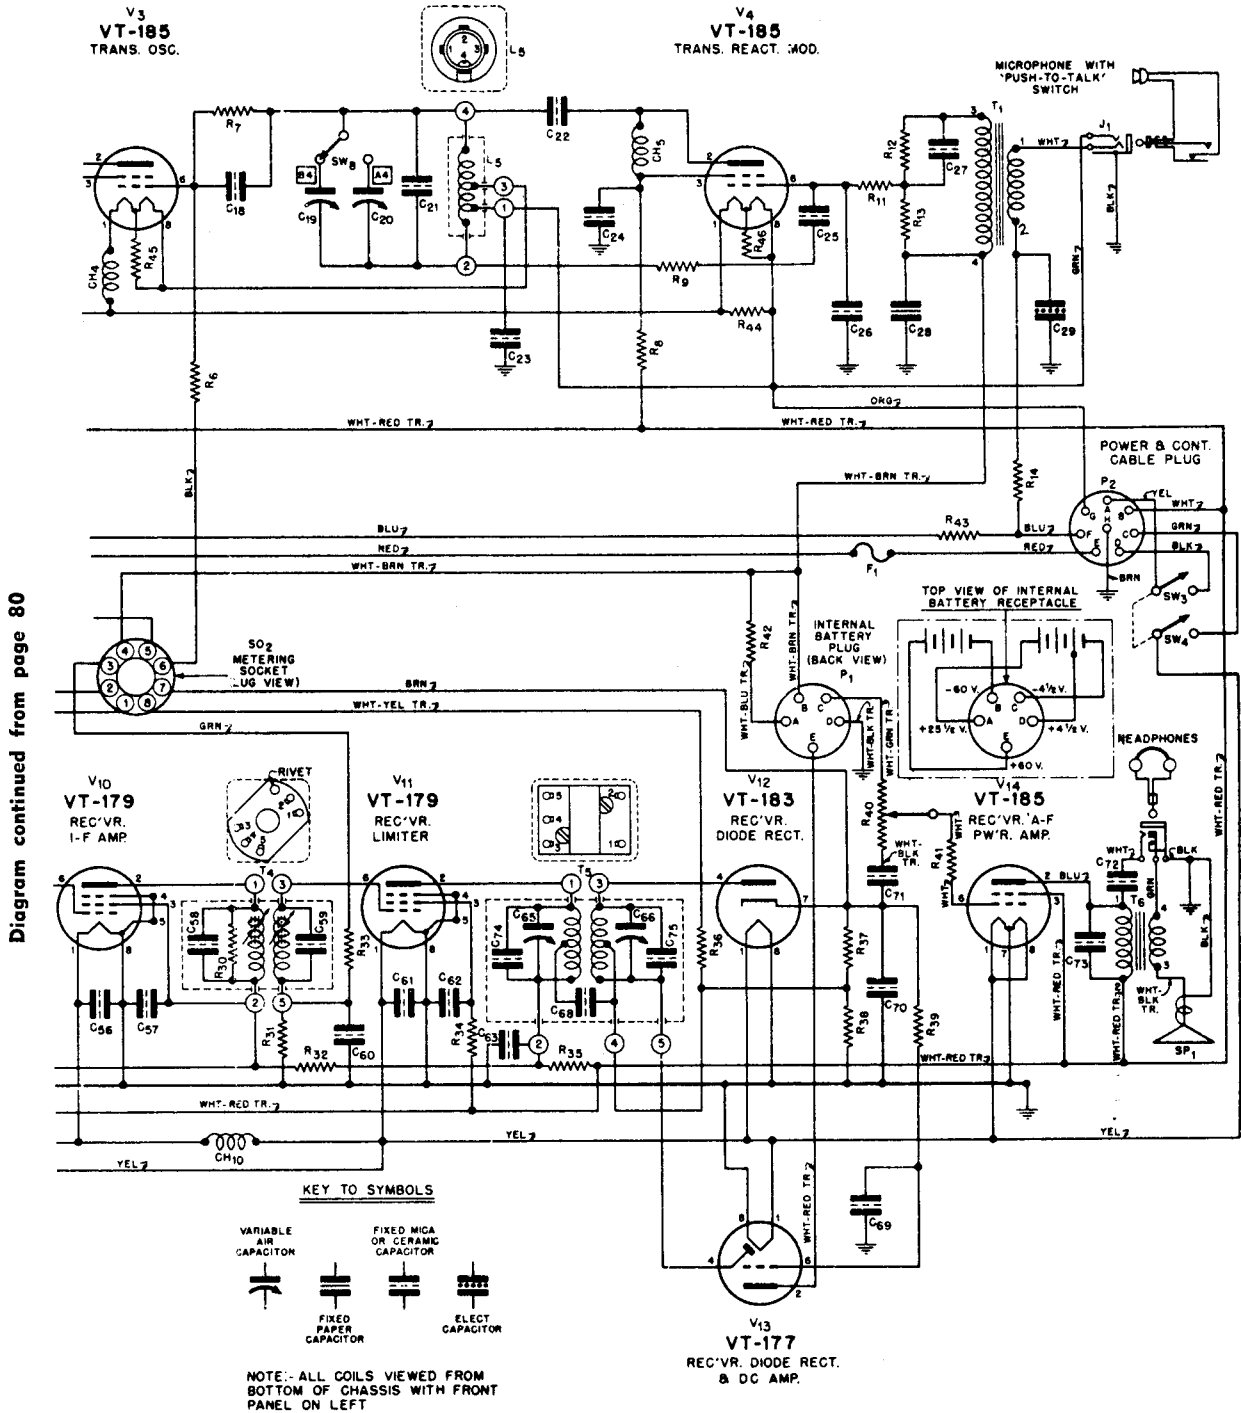 Diagram continued from page 80
V3
VT-185
TRANS. OSC.
L5
V4
VT-185
TRANS. REACT. MOD.
MICROPHONE WITH
'PUSH-TO-TALK'
SWITCH
R7
C18
SW8
B4
A4
C19
C20
C21
L5
C22
CH5
C24
R46
R11
R12
R13
C27
T1
J1
WHT
BLK
GRN
C25
C26
C28
C29
CH4
R45
R9
R44
C23
R8
R6
ORG
WHT-RED TR.
WHT-RED TR.
POWER & CONT.
CABLE PLUG
P2
YEL
WHT
GRN
BLK
BLK
WHT-BRN TR.
R14
BLU
R43
BLU
RED
F1
RED
BRN
WHT-BRN TR.
SW3
SW4
TOP VIEW OF INTERNAL
BATTERY RECEPTACLE
-60 V.
-4½ V.
+25½ V.
+4½ V.
+60 V.
R42
WHT-BRN TR.
INTERNAL
BATTERY
PLUG
(BACK VIEW)
P1
WHT-BLU TR.
WHT-BLK TR.
WHT-GRN TR.
SO2
METERING
SOCKET
LUG VIEW)
BRN
WHT-YEL TR.
GRN
HEADPHONES
WHT-RED TR.
V10
VT-179
REC'VR.
I-F AMP.
RIVET
V11
VT-179
REC'VR.
LIMITER
V12
VT-183
REC'VR.
DIODE RECT.
V14
VT-185
REC'VR. A-F
PW'R. AMP.
R40
WHT
R41
WHT
WHT-
BLK
TR.
C71
T4
T5
C58
R30
C59
R33
C74
C65
C66
C75
C68
R36
R37
C70
R38
R39
C72
BLU
T6
C73
WHT
GRN
BLK
BLK
WHT-
BLK
TR.
SP1
WHT-RED TR.
WHT-RED TR.
C56
C57
R31
R32
C60
C61
C62
R34
C63
R35
WHT-RED TR.
WHT-RED TR.
YEL
YEL
CH10
YEL
WHT-RED TR.
C69
KEY TO SYMBOLS
VARIABLE
AIR
CAPACITOR
FIXED MICA
OR CERAMIC
CAPACITOR
FIXED
PAPER
CAPACITOR
ELECT
CAPACITOR
V13
VT-177
REC'VR. DIODE RECT.
& DC AMP.
NOTE:- ALL COILS VIEWED FROM
BOTTOM OF CHASSIS WITH FRONT
PANEL ON LEFT